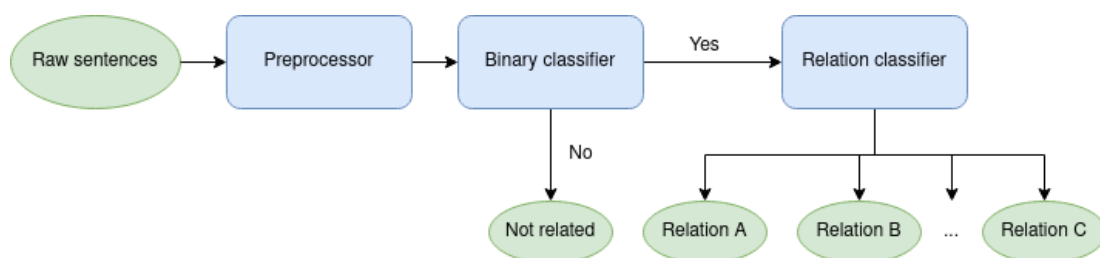 Raw sentences
Preprocessor
Binary classifier
Yes
Relation classifier
No
Not related
Relation A
Relation B
...
Relation C